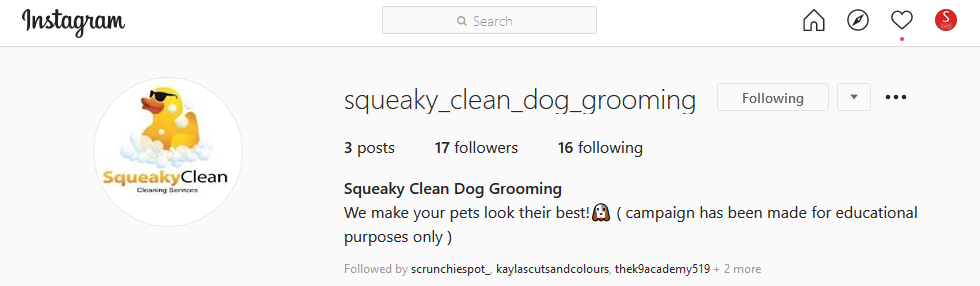 Instagram
Search
squeaky_clean_dog_grooming
Following
3 posts 17 followers 16 following
SqueakyClean
Cleaning Services
Squeaky Clean Dog Grooming
We make your pets look their best!🐶 ( campaign has been made for educational
purposes only )
Followed by scrunchiespot_, kaylascutsandcolours, thek9academy519 + 2 more